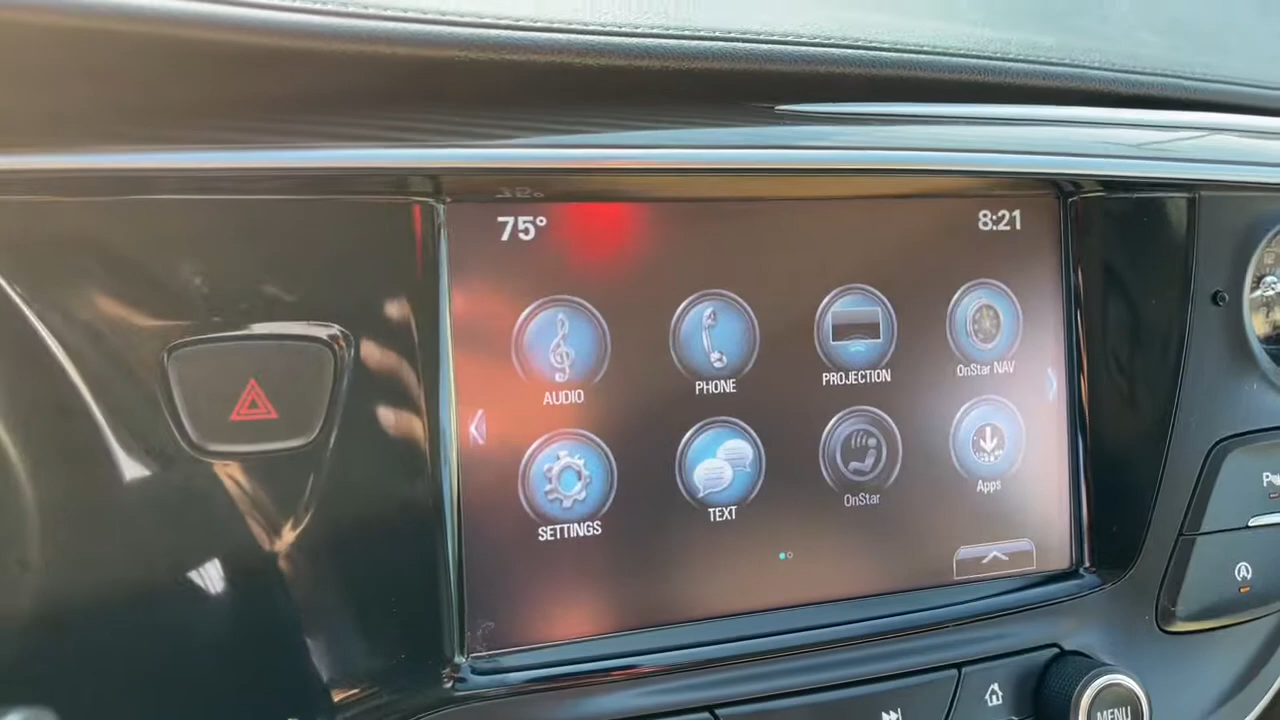 75°
8:21
AUDIO
PHONE
PROJECTION
OnStar NAV
SETTINGS
TEXT
OnStar
Apps
MENU